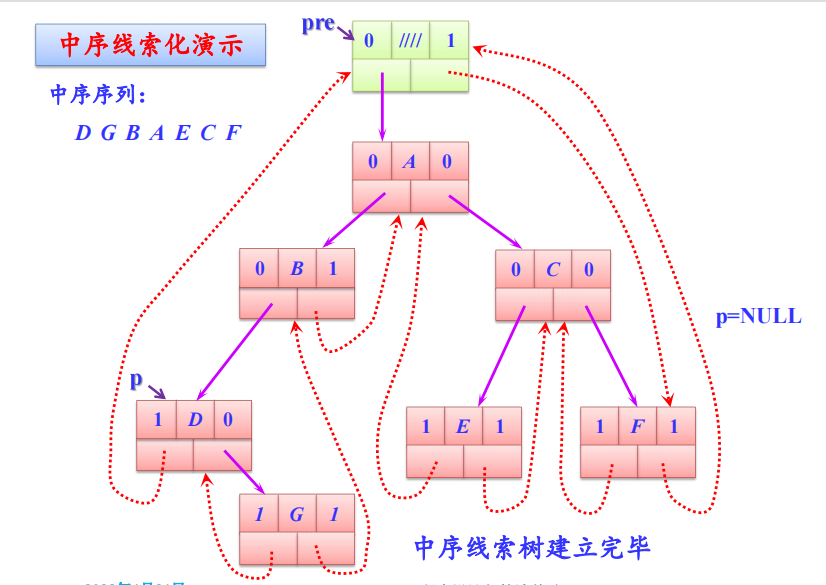 中序线索化演示
pre
0 //// 1
中序序列：
D G B A E C F
0 A 0
0 B 1
0 C 0
p=NULL
p
1 D 0
1 E 1
1 F 1
1 G 1
中序线索树建立完毕